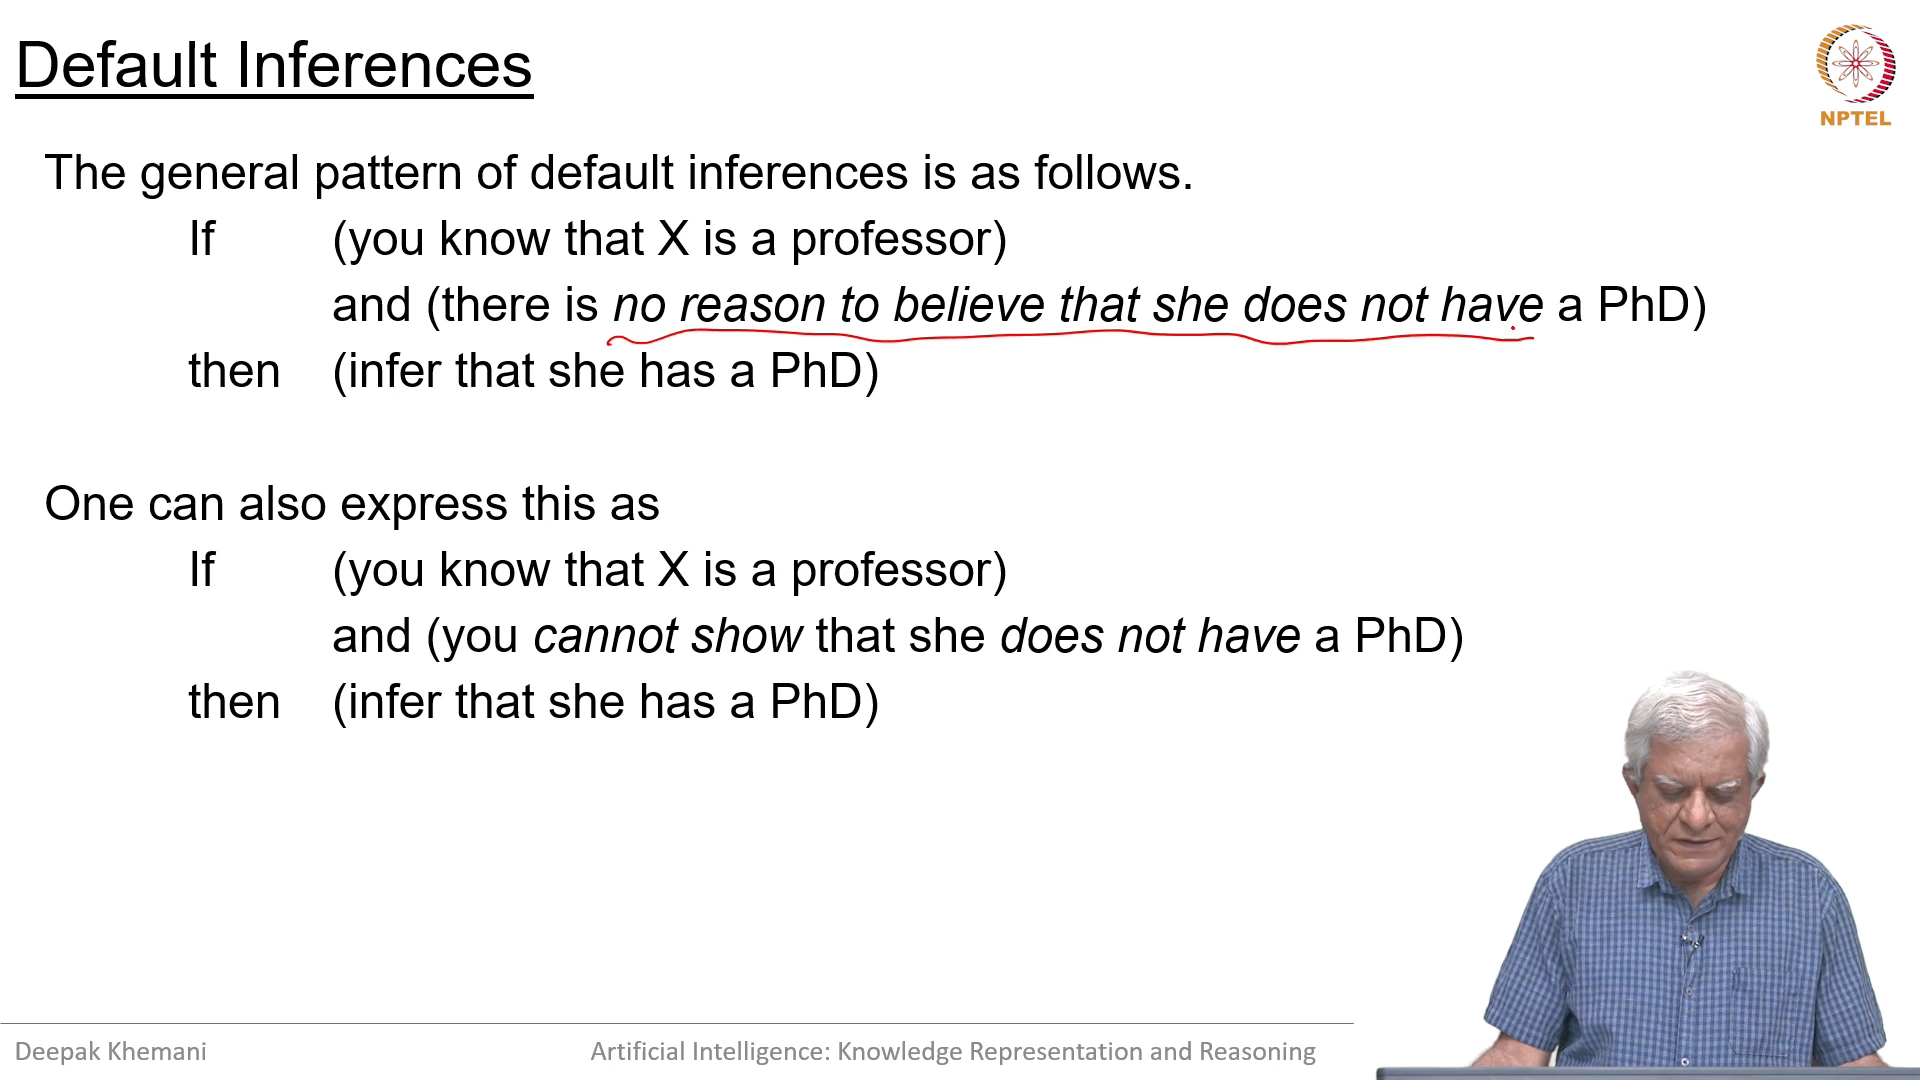 Default Inferences
NPTEL
The general pattern of default inferences is as follows.
If (you know that X is a professor)
and (there is no reason to believe that she does not have a PhD)
then (infer that she has a PhD)
One can also express this as
If (you know that X is a professor)
and (you cannot show that she does not have a PhD)
then (infer that she has a PhD)
Deepak Khemani
Artificial Intelligence: Knowledge Representation and Reasoning